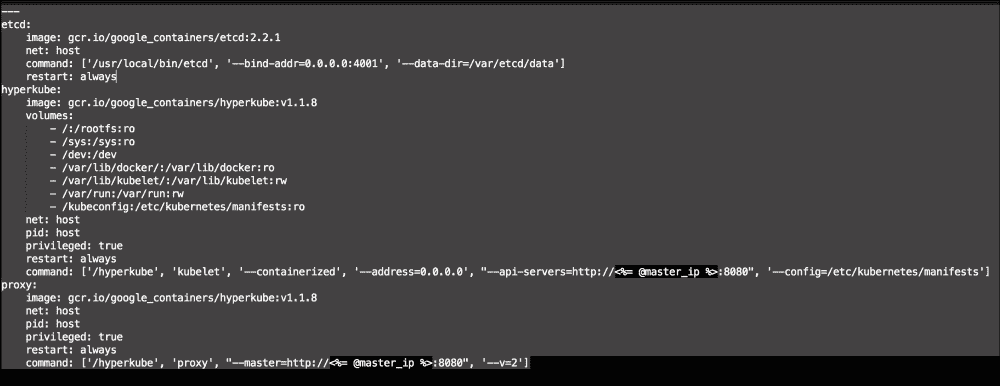 ---
etcd:
    image: gcr.io/google_containers/etcd:2.2.1
    net: host
    command: ['/usr/local/bin/etcd', '--bind-addr=0.0.0.0:4001', '--data-dir=/var/etcd/data']
    restart: always
hyperkube:
    image: gcr.io/google_containers/hyperkube:v1.1.8
    volumes:
        - /:/rootfs:ro
        - /sys:/sys:ro
        - /dev:/dev
        - /var/lib/docker/:/var/lib/docker:ro
        - /var/lib/kubelet/:/var/lib/kubelet:rw
        - /var/run:/var/run:rw
        - /kubeconfig:/etc/kubernetes/manifests:ro
    net: host
    pid: host
    privileged: true
    restart: always
    command: ['/hyperkube', 'kubelet', '--containerized', '--address=0.0.0.0', "--api-servers=http://<%= @master_ip %>:8080", '--config=/etc/kubernetes/manifests']
proxy:
    image: gcr.io/google_containers/hyperkube:v1.1.8
    net: host
    pid: host
    privileged: true
    restart: always
    command: ['/hyperkube', 'proxy', "--master=http://<%= @master_ip %>:8080", '--v=2']